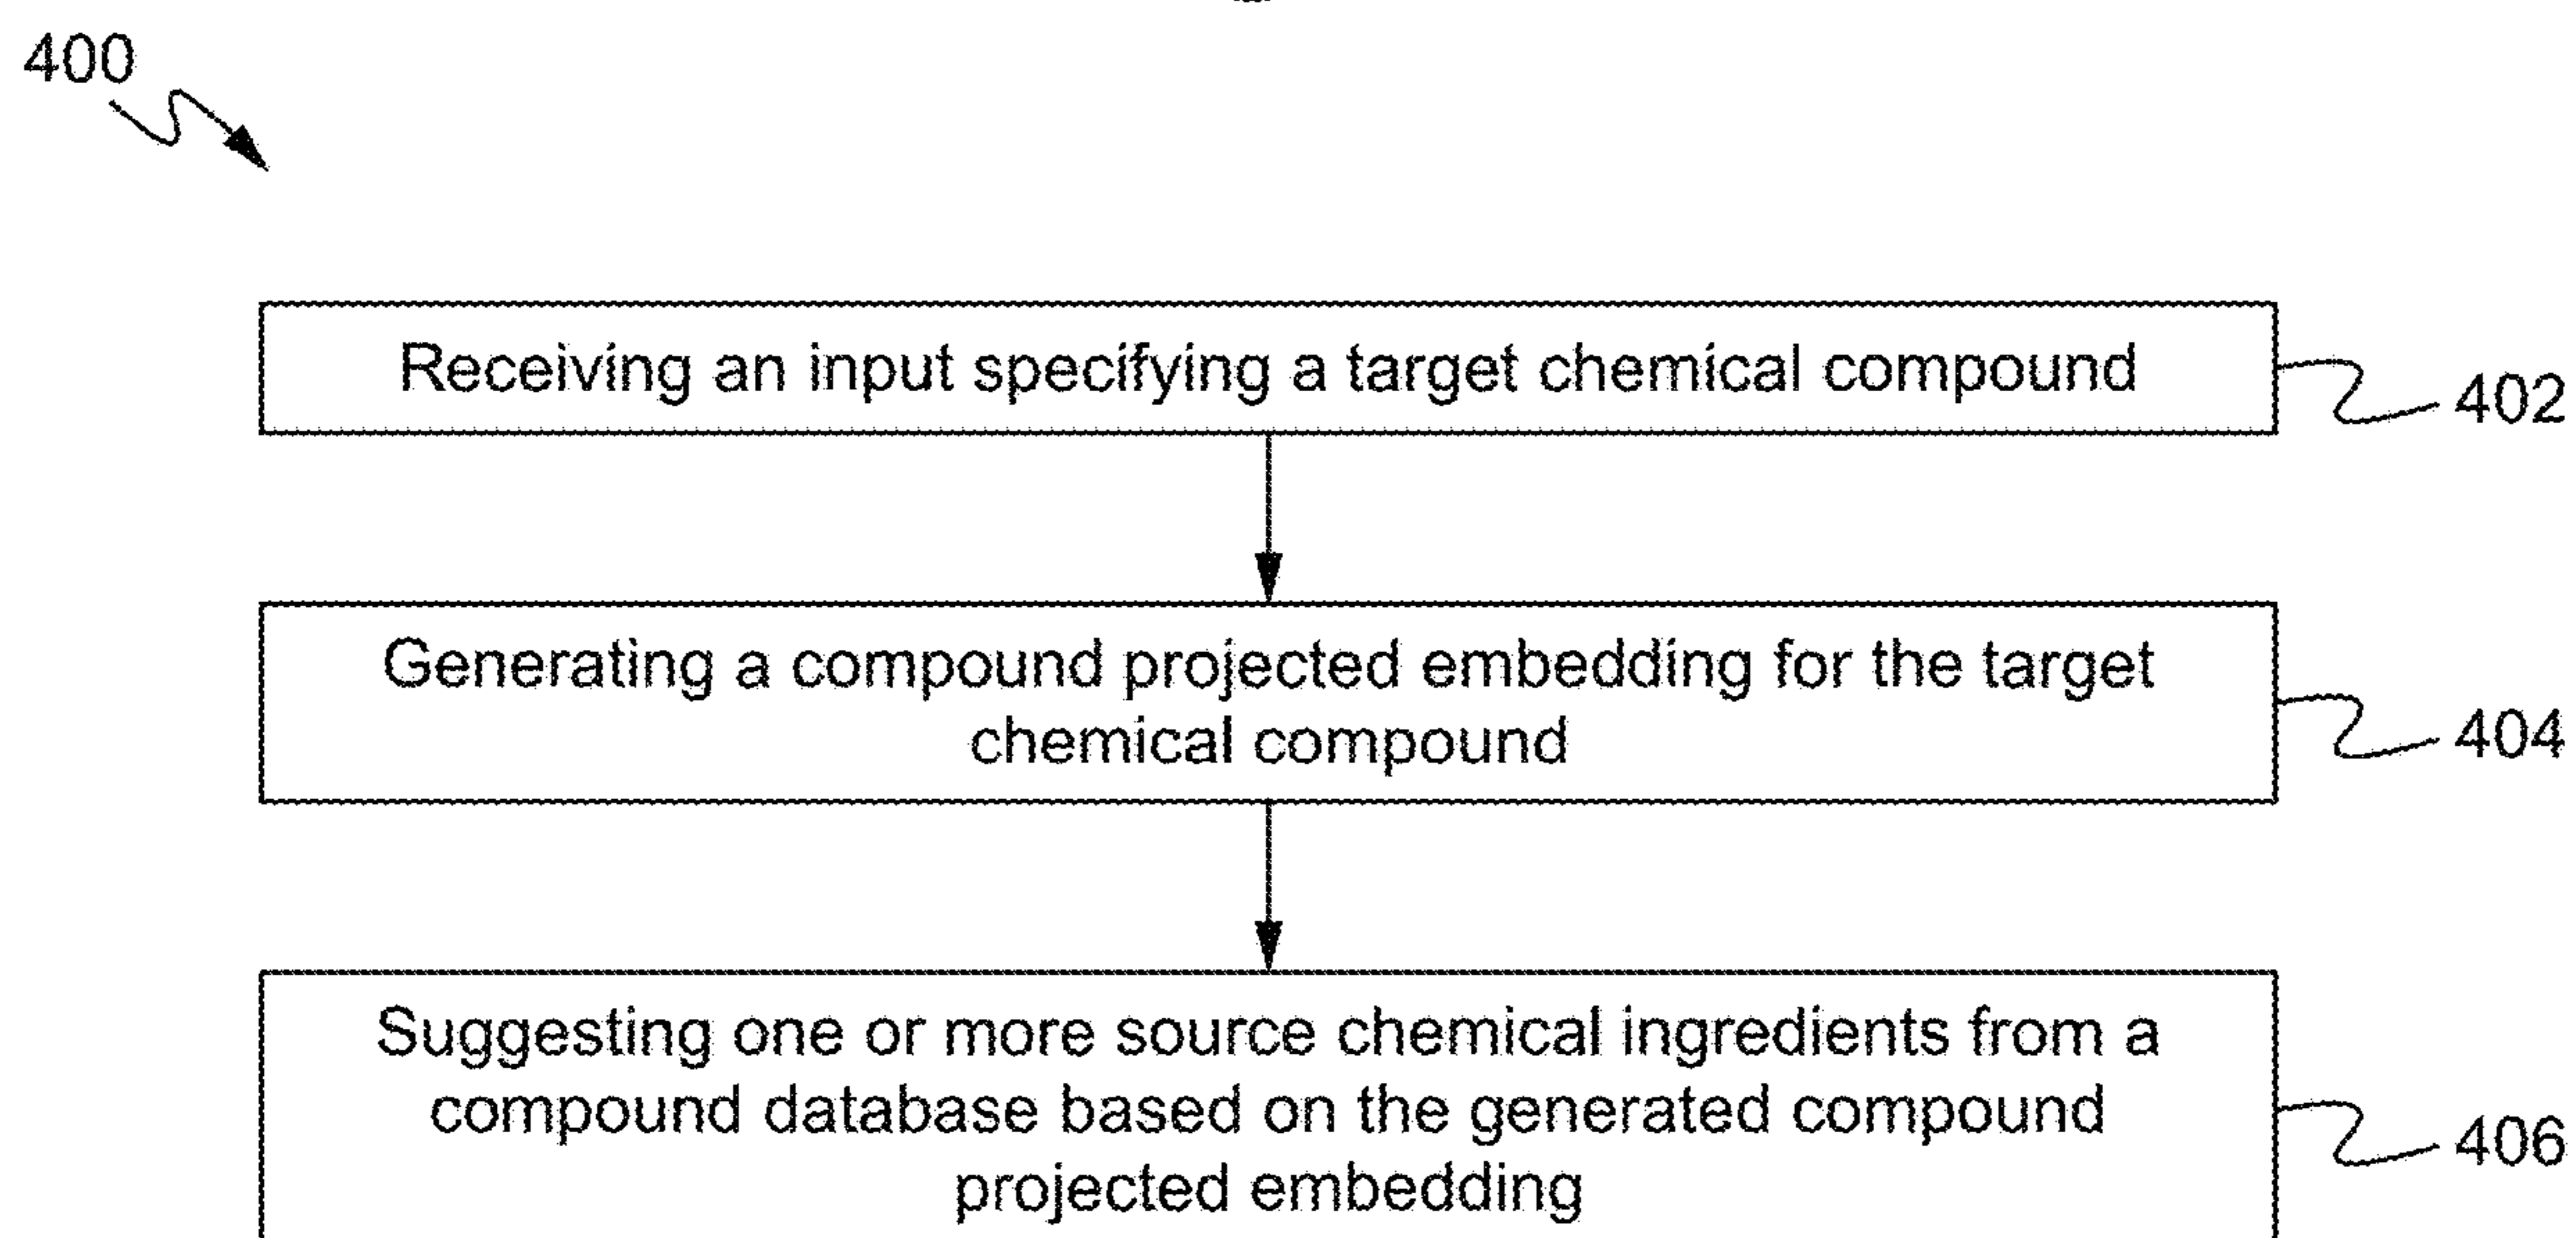 400
Receiving an input specifying a target chemical compound
402
Generating a compound projected embedding for the target
chemical compound
404
Suggesting one or more source chemical ingredients from a
compound database based on the generated compound
projected embedding
406